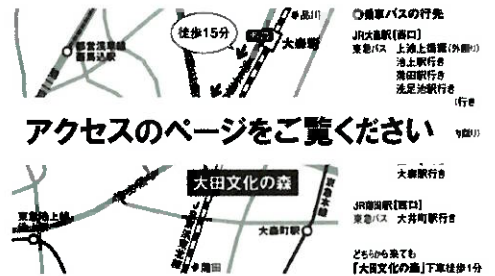 至品川
徒歩15分
大森駅
都営浅草線
西馬込駅
乗車バスの行先
JR大森駅[西口]
東急バス 上池上循環(外回り)
池上駅行き
蒲田駅行き
洗足池駅行き
行き
アクセスのページをご覧ください
大森駅行き
大田文化の森
東急池上線
大森町駅
至蒲田
JR蒲田駅[西口]
東急バス 大井町駅行き
どちらから来ても
「大田文化の森」下車徒歩1分